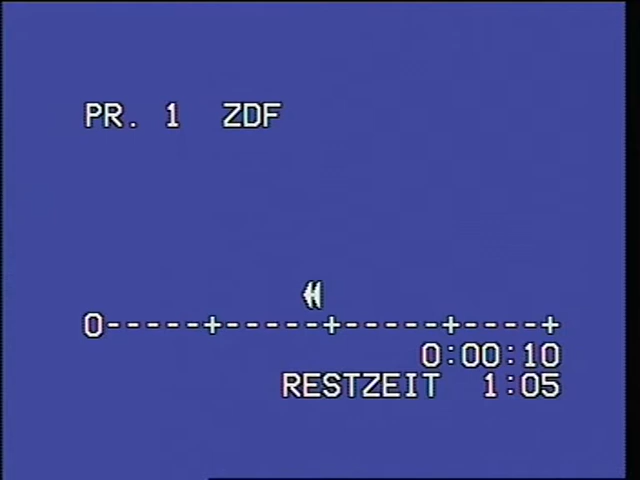 PR. 1 ZDF
0-----+-----+-----+----+
0:00:10
RESTZEIT 1:05